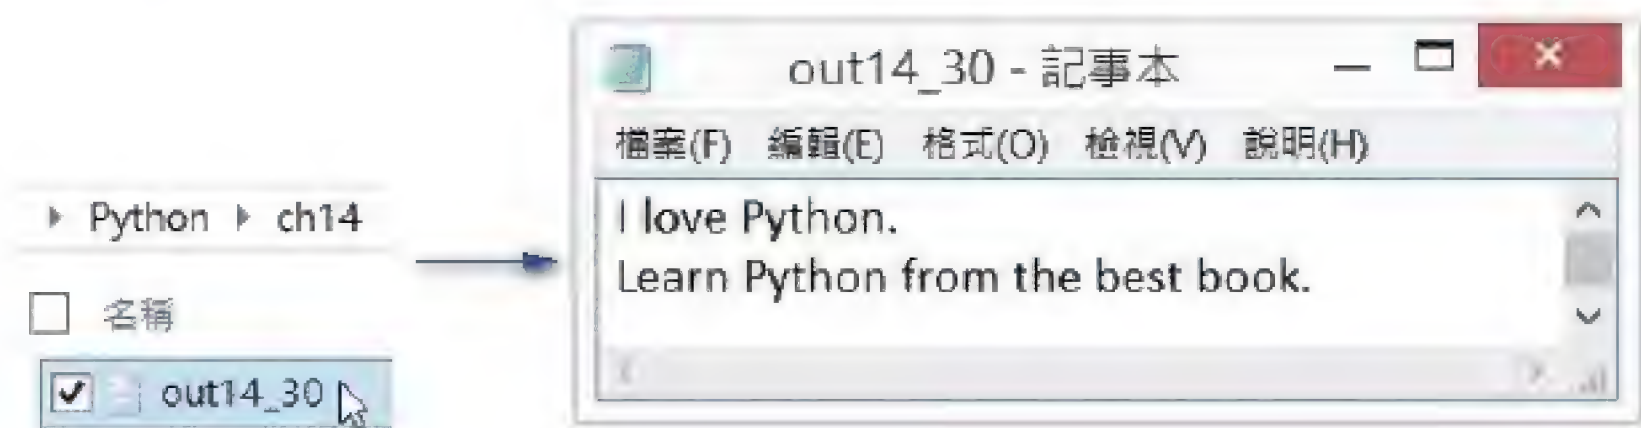 Python ch14
名稱
out14_30
out14_30 - 記事本
檔案(F) 編輯(E) 格式(O) 檢視(V) 說明(H)
I love Python.
Learn Python from the best book.